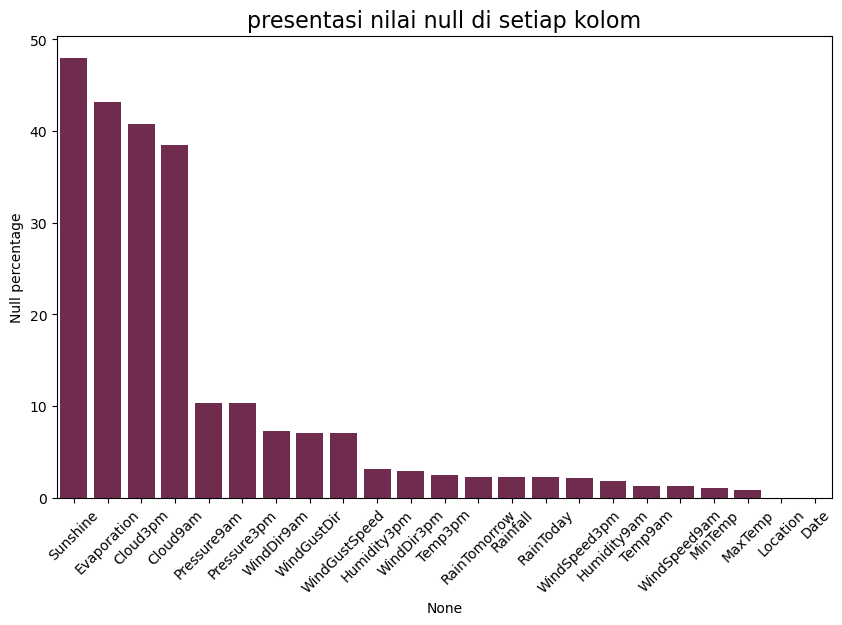 presentasi nilai null di setiap kolom
50
40
30
20
10
0
Null percentage
Sunshine
Evaporation
Cloud3pm
Cloud9am
Pressure9am
Pressure3pm
WindDir9am
WindGustDir
WindGustSpeed
Humidity3pm
WindDir3pm
Temp3pm
RainTomorrow
Rainfall
RainToday
WindSpeed3pm
Humidity9am
Temp9am
WindSpeed9am
MinTemp
MaxTemp
Location
Date
None